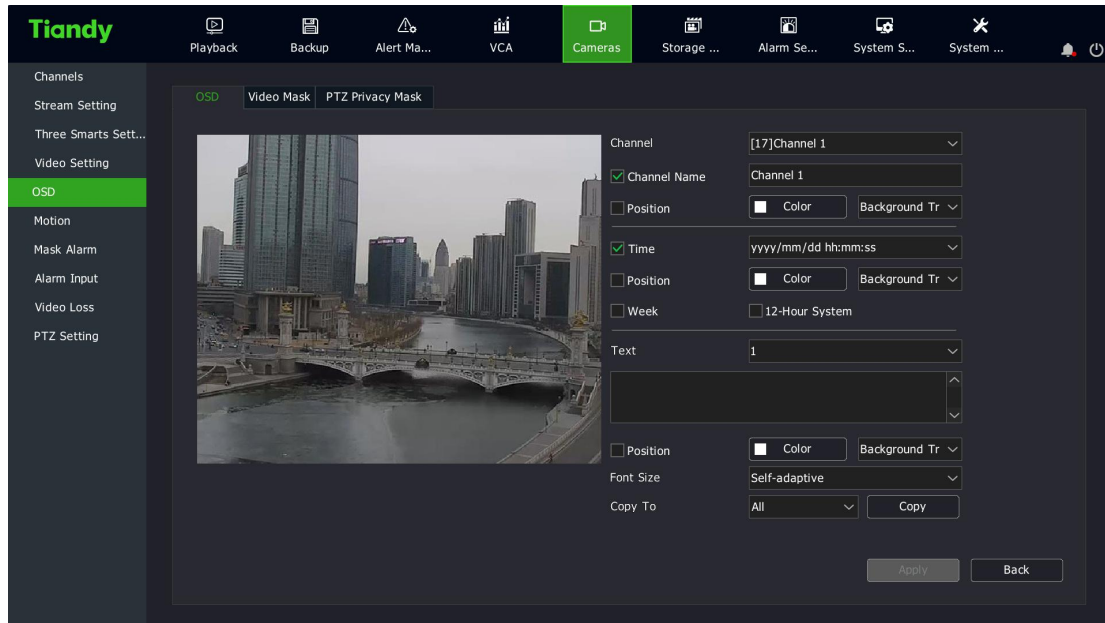 Tiandy
Playback
Backup
Alert Ma...
VCA
Cameras
Storage ...
Alarm Se...
System S...
System ...
Channels
Stream Setting
Three Smarts Sett...
Video Setting
OSD
Motion
Mask Alarm
Alarm Input
Video Loss
PTZ Setting
OSD
Video Mask
PTZ Privacy Mask
Channel
[17]Channel 1
Channel Name
Channel 1
Position
Color
Background Tr
Time
yyyy/mm/dd hh:mm:ss
Position
Color
Background Tr
Week
12-Hour System
Text
1
Position
Color
Background Tr
Font Size
Self-adaptive
Copy To
All
Copy
Apply
Back